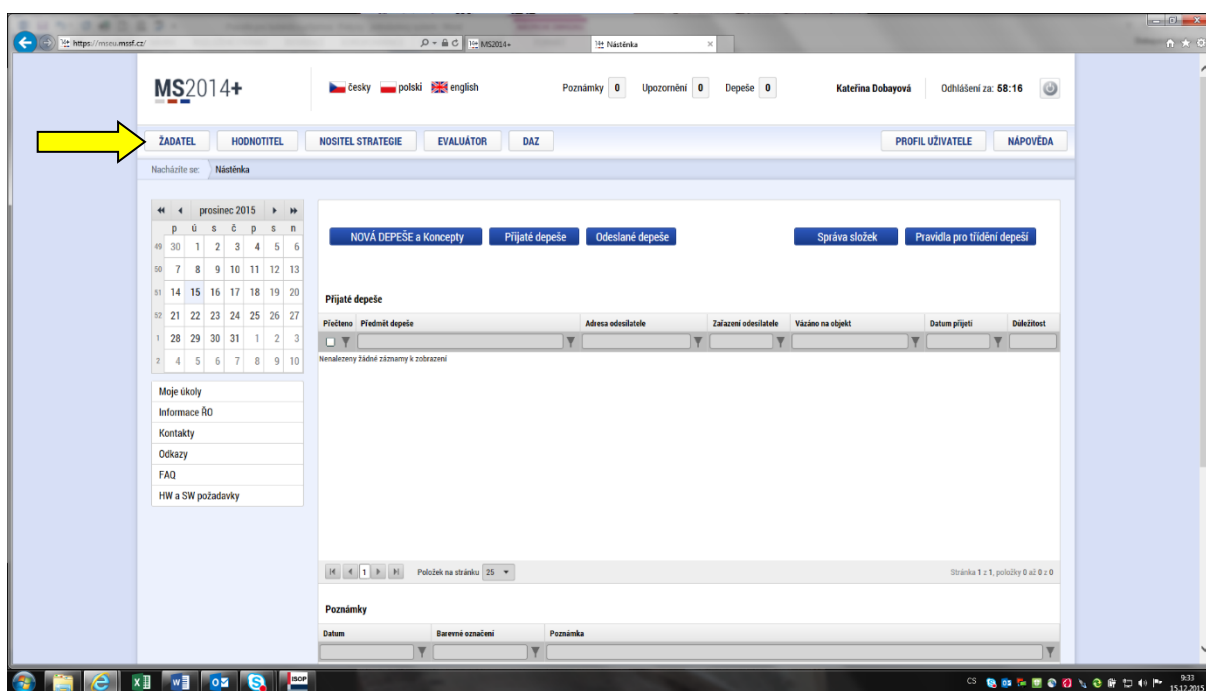 https://mseu.mssf.cz/
MS2014+
Nástěnka
MS2014+
česky polski english
Poznámky 0 Upozornění 0 Depeše 0
Kateřina Dobayová
Odhlášení za: 58:16
ŽADATEL HODNOTITEL NOSITEL STRATEGIE EVALUÁTOR DAZ PROFIL UŽIVATELE NÁPOVĚDA
Nacházíte se: Nástěnka
prosinec 2015
p ú s č p s n
49 30 1 2 3 4 5 6
50 7 8 9 10 11 12 13
51 14 15 16 17 18 19 20
52 21 22 23 24 25 26 27
1 28 29 30 31 1 2 3
2 4 5 6 7 8 9 10
Moje úkoly
Informace ŘO
Kontakty
Odkazy
FAQ
HW a SW požadavky
NOVÁ DEPEŠE a Koncepty Přijaté depeše Odeslané depeše Správa složek Pravidla pro třídění depeší
Přijaté depeše
Přečteno Předmět depeše Adresa odesilatele Zařazení odesilatele Vázáno na objekt Datum přijetí Důležitost
Nenalezeny žádné záznamy k zobrazení
1 Položek na stránku 25 Stránka 1 z 1, položky 0 až 0 z 0
Poznámky
Datum Barevné označení Poznámka
ISOP
CS
9:33
15.12.2015